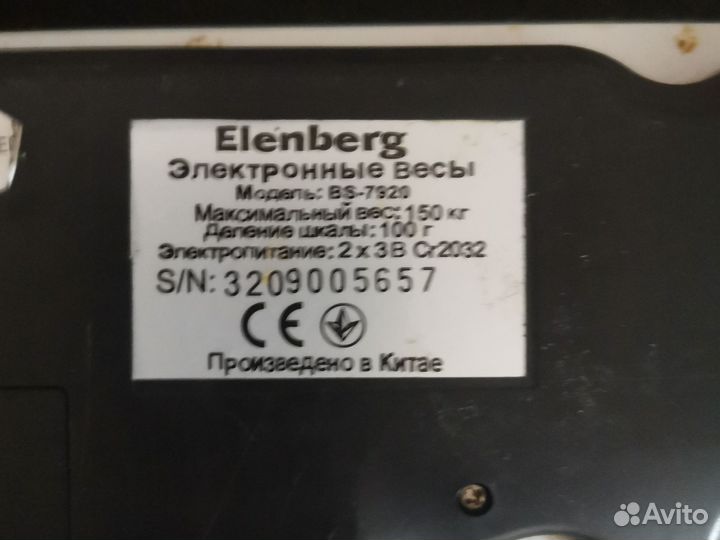 Elenberg
Электронные весы
Модель: BS-7920
Максимальный вес: 150 кг
Деление шкалы: 100 г
Электропитание: 2 x 3В Cr2032
S/N: 3209005657
CE
Произведено в Китае
Avito